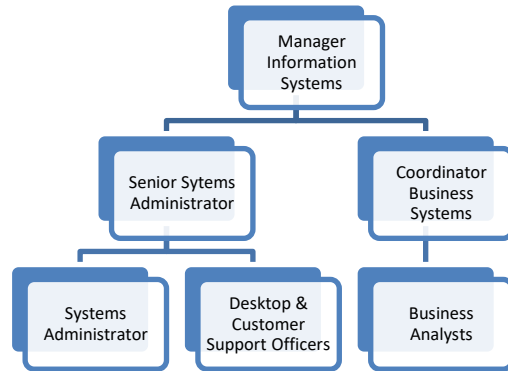 Manager
Information
Systems
Senior Sytems
Administrator
Coordinator
Business
Systems
Systems
Administrator
Desktop &
Customer
Support Officers
Business
Analysts